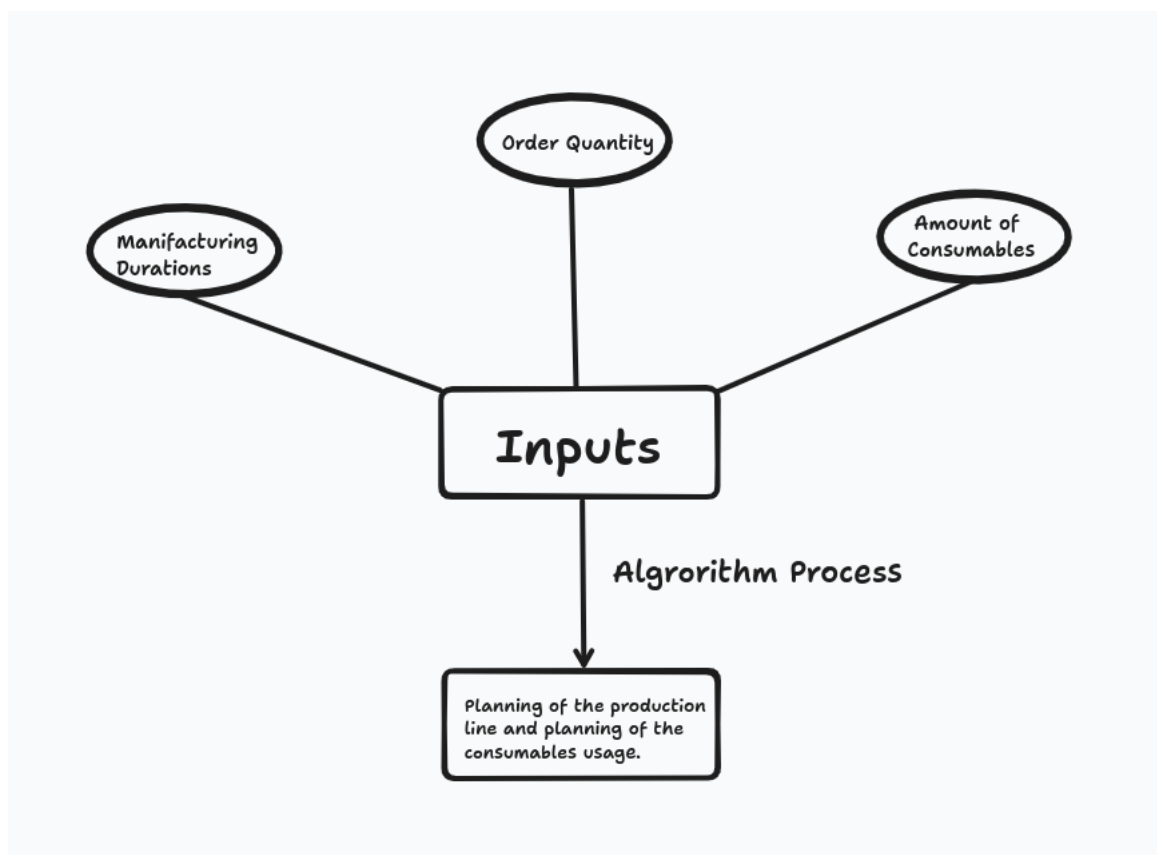 Order Quantity
Manifacturing
Durations
Amount of
Consumables
Inputs
Algrorithm Process
Planning of the production
line and planning of the
consumables usage.